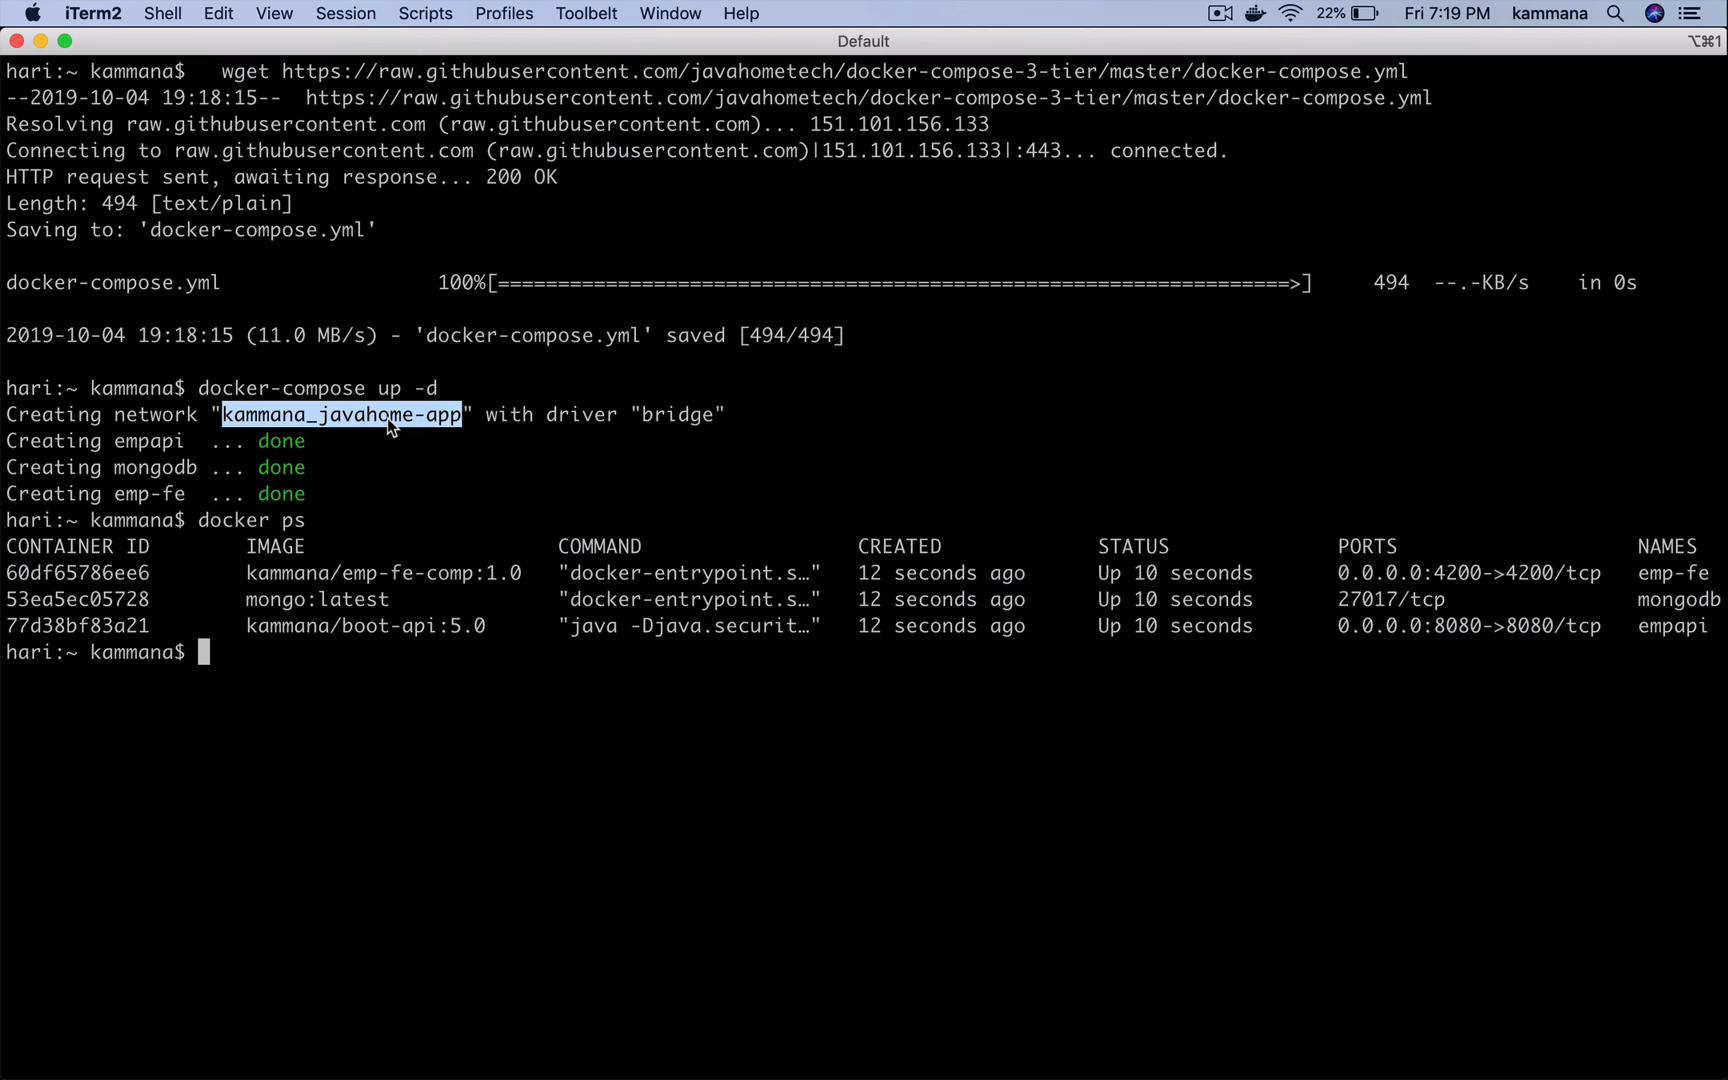 iTerm2 Shell Edit View Session Scripts Profiles Toolbelt Window Help 22% Fri 7:19 PM kammana
Default ⌥⌘1
hari:~ kammana$   wget https://raw.githubusercontent.com/javahometech/docker-compose-3-tier/master/docker-compose.yml
--2019-10-04 19:18:15--  https://raw.githubusercontent.com/javahometech/docker-compose-3-tier/master/docker-compose.yml
Resolving raw.githubusercontent.com (raw.githubusercontent.com)... 151.101.156.133
Connecting to raw.githubusercontent.com (raw.githubusercontent.com)|151.101.156.133|:443... connected.
HTTP request sent, awaiting response... 200 OK
Length: 494 [text/plain]
Saving to: 'docker-compose.yml'
docker-compose.yml                  100%[==================================================================>]     494  --.-KB/s    in 0s
2019-10-04 19:18:15 (11.0 MB/s) - 'docker-compose.yml' saved [494/494]
hari:~ kammana$ docker-compose up -d
Creating network "kammana_javahome-app" with driver "bridge"
Creating empapi  ... done
Creating mongodb ... done
Creating emp-fe  ... done
hari:~ kammana$ docker ps
CONTAINER ID        IMAGE                     COMMAND                  CREATED             STATUS              PORTS                    NAMES
60df65786ee6        kammana/emp-fe-comp:1.0   "docker-entrypoint.s…"   12 seconds ago      Up 10 seconds       0.0.0.0:4200->4200/tcp   emp-fe
53ea5ec05728        mongo:latest              "docker-entrypoint.s…"   12 seconds ago      Up 10 seconds       27017/tcp                mongodb
77d38bf83a21        kammana/boot-api:5.0      "java -Djava.securit…"   12 seconds ago      Up 10 seconds       0.0.0.0:8080->8080/tcp   empapi
hari:~ kammana$